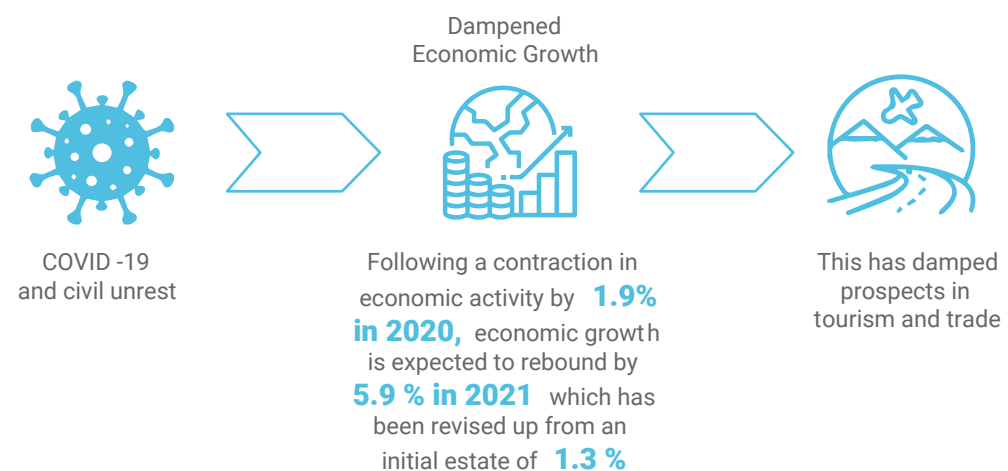 Dampened
Economic Growth
COVID -19
and civil unrest
Following a contraction in
economic activity by 1.9%
in 2020, economic growth
is expected to rebound by
5.9 % in 2021 which has
been revised up from an
initial estate of 1.3 %
This has damped
prospects in
tourism and trade